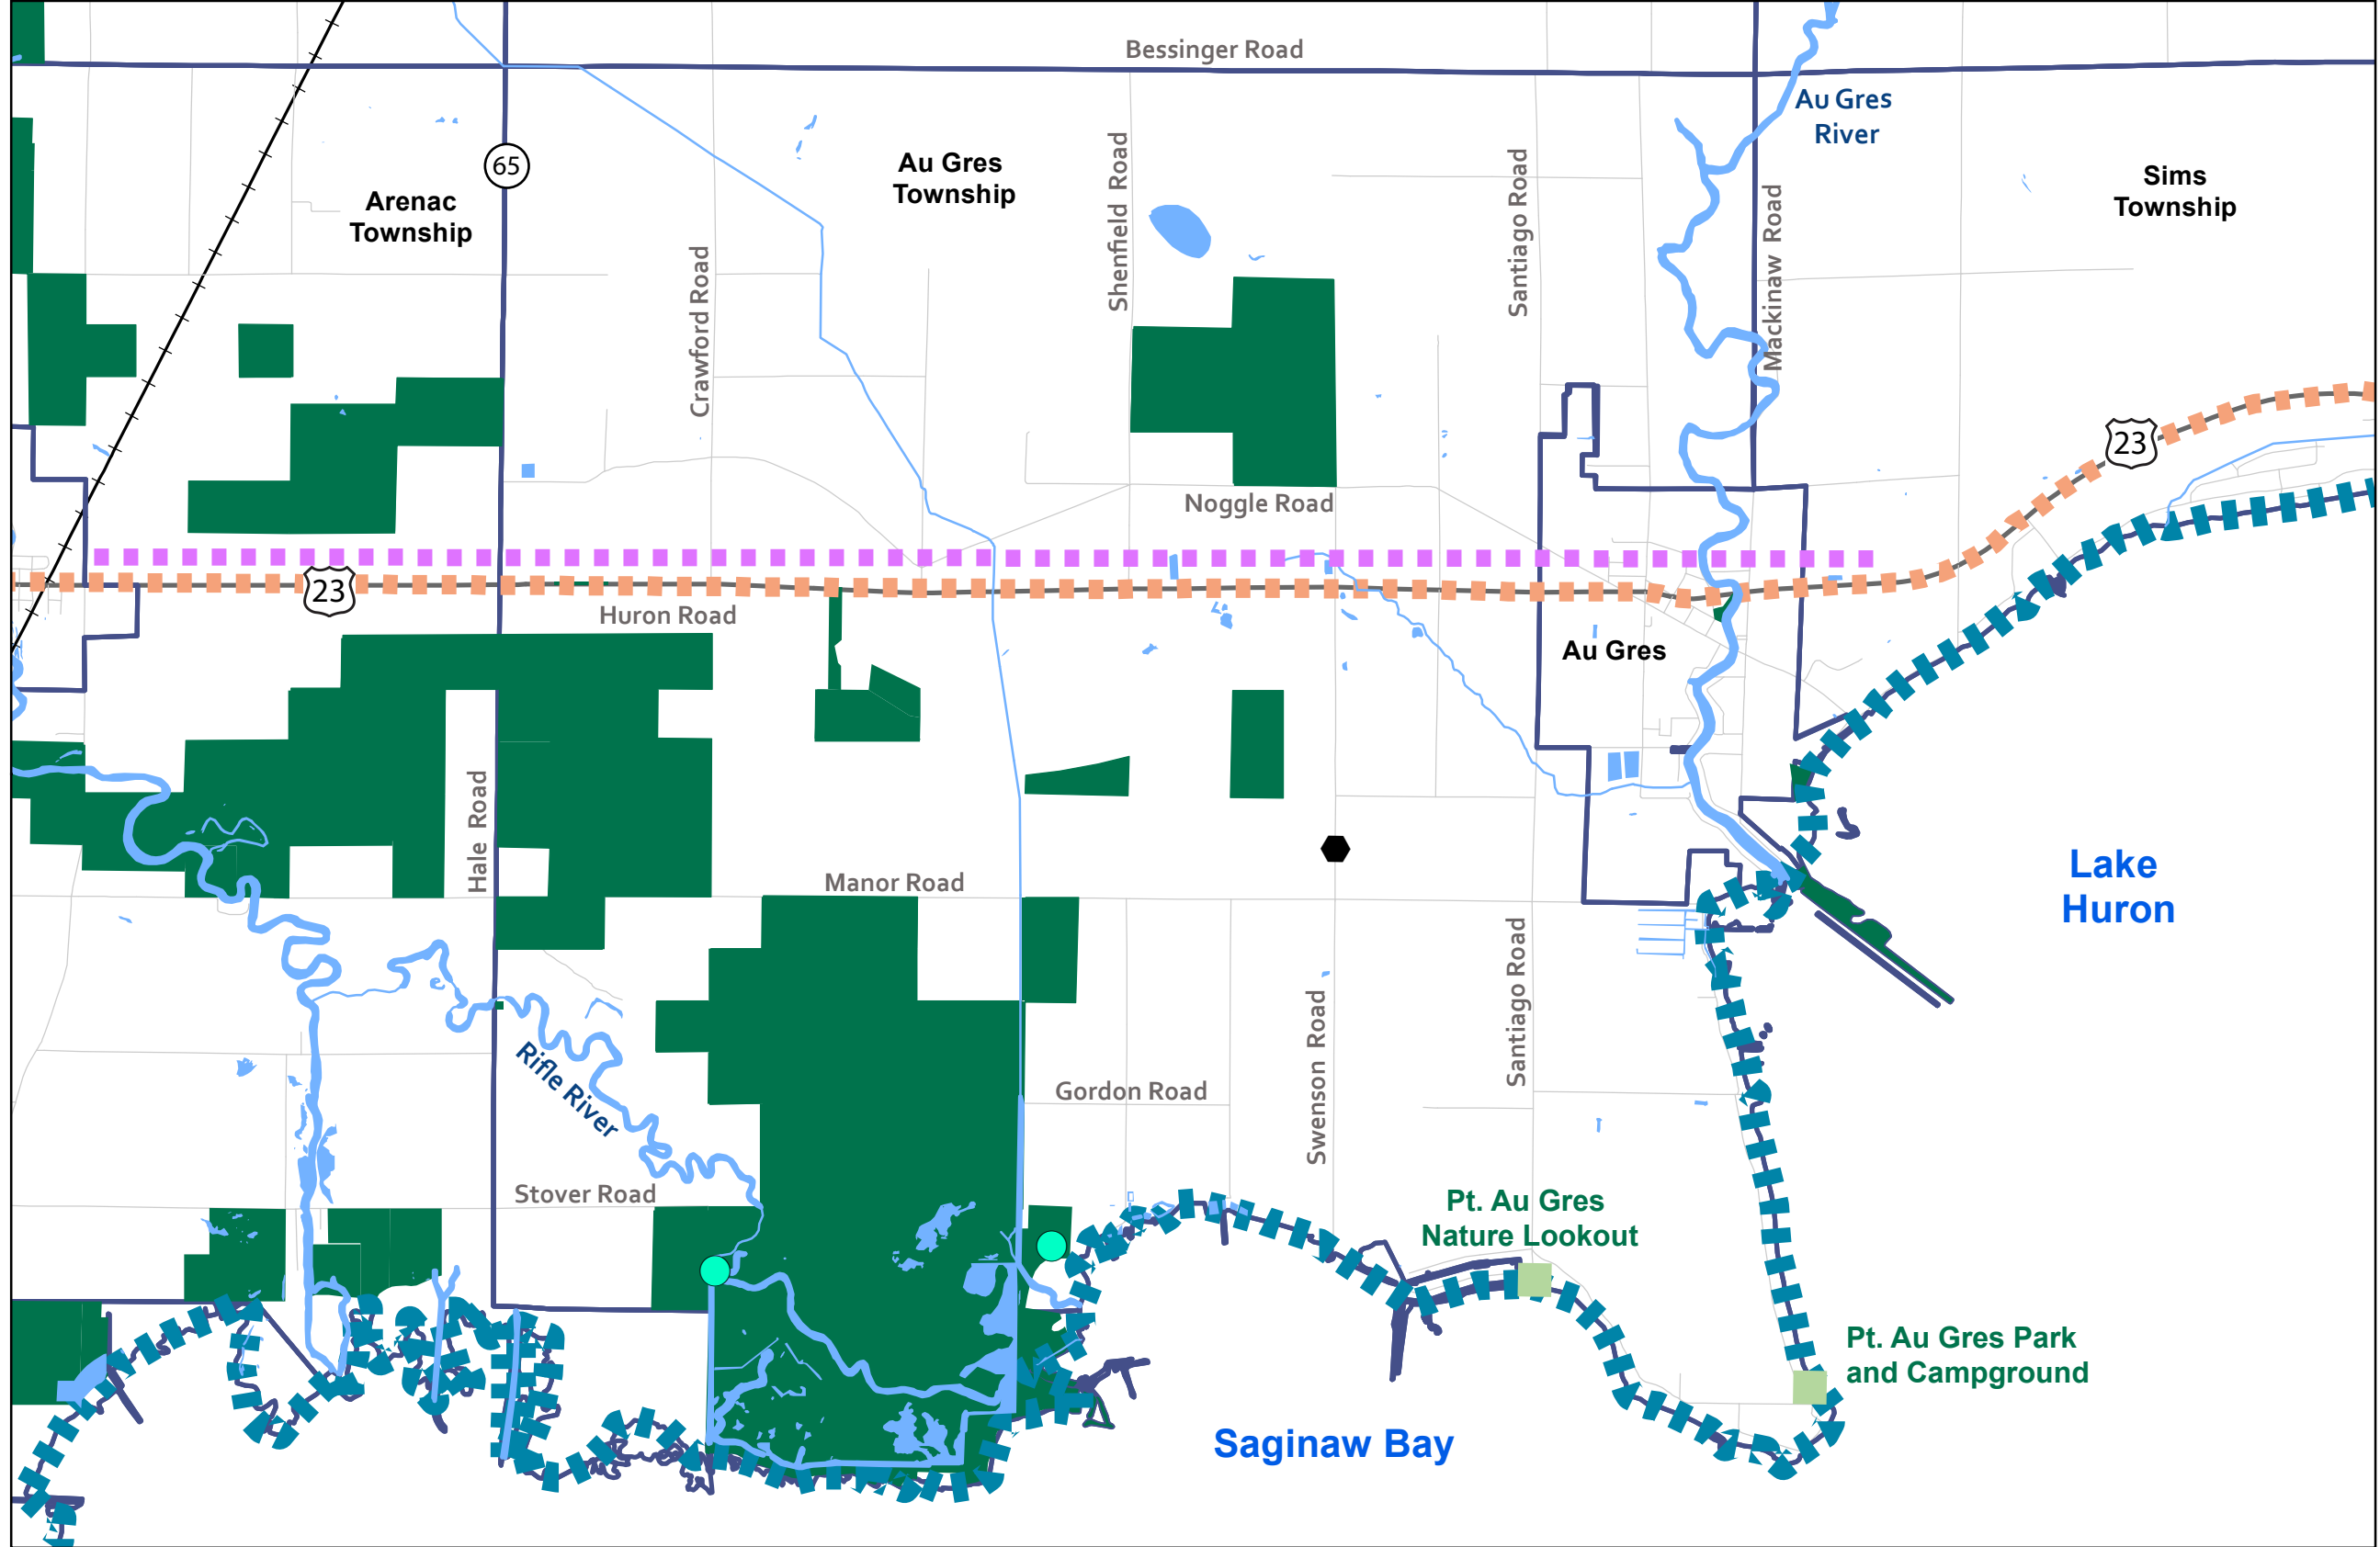 Bessinger Road
Au Gres
River
65
Au Gres
Township
Shenfield Road
Santiago Road
Sims
Township
Arenac
Township
Mackinaw Road
Crawford Road
23
Noggle Road
23
Huron Road
Au Gres
Hale Road
Manor Road
Lake
Huron
Santiago Road
Swenson Road
Rifle River
Gordon Road
Stover Road
Pt. Au Gres
Nature Lookout
Pt. Au Gres Park
and Campground
Saginaw Bay